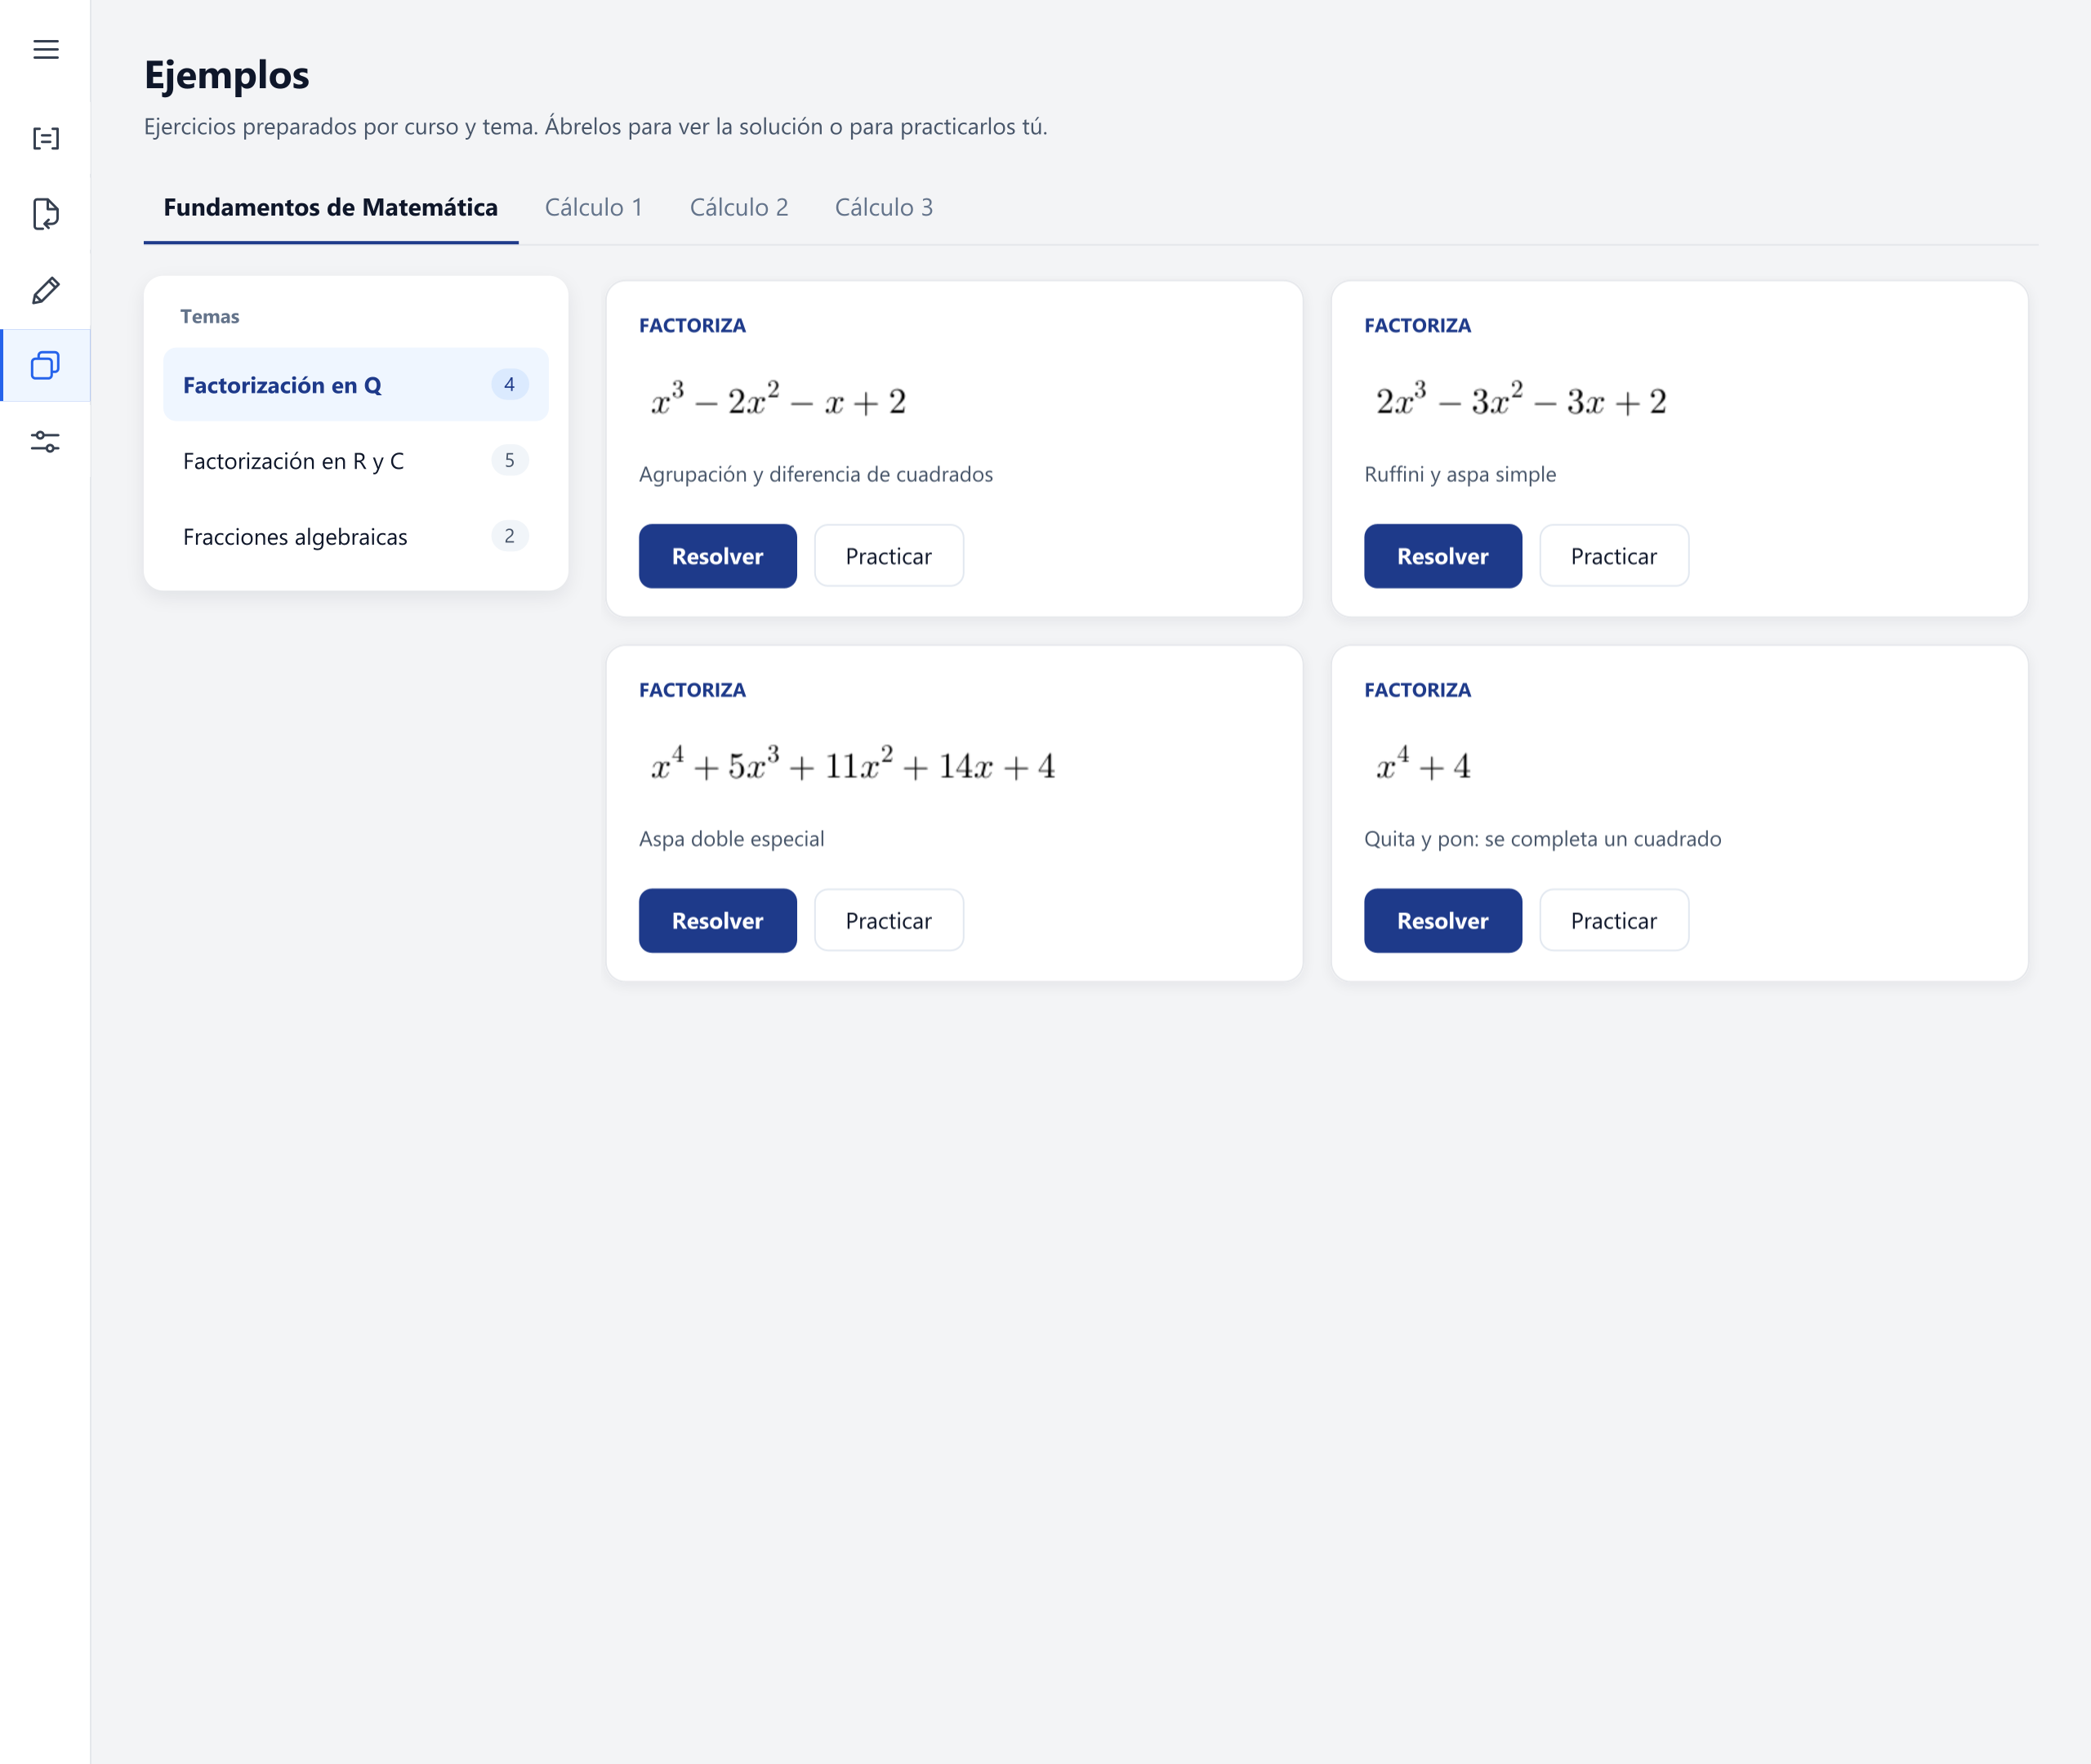 Ejemplos
Ejercicios preparados por curso y tema. Ábrelos para ver la solución o para practicarlos tú.
Fundamentos de Matemática
Cálculo 1
Cálculo 2
Cálculo 3
Temas
Factorización en Q 4
Factorización en R y C 5
Fracciones algebraicas 2
FACTORIZA
x³ − 2x² − x + 2
Agrupación y diferencia de cuadrados
Resolver
Practicar
FACTORIZA
2x³ − 3x² − 3x + 2
Ruffini y aspa simple
Resolver
Practicar
FACTORIZA
x⁴ + 5x³ + 11x² + 14x + 4
Aspa doble especial
Resolver
Practicar
FACTORIZA
x⁴ + 4
Quita y pon: se completa un cuadrado
Resolver
Practicar